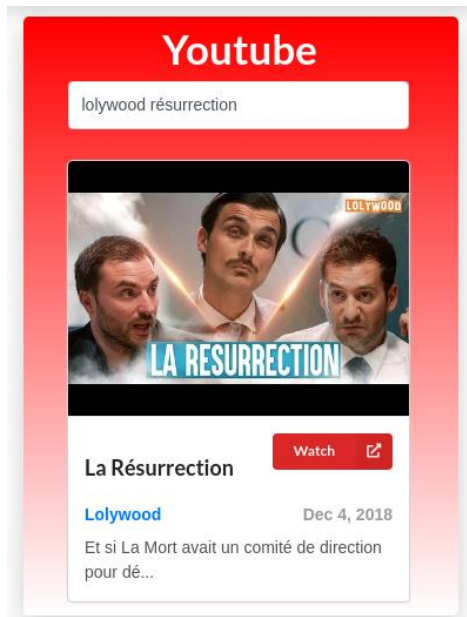 Youtube
lolywood résurrection
LOLYWOOD
LA RESURRECTION
Watch
La Résurrection
Lolywood Dec 4, 2018
Et si La Mort avait un comité de direction
pour dé...